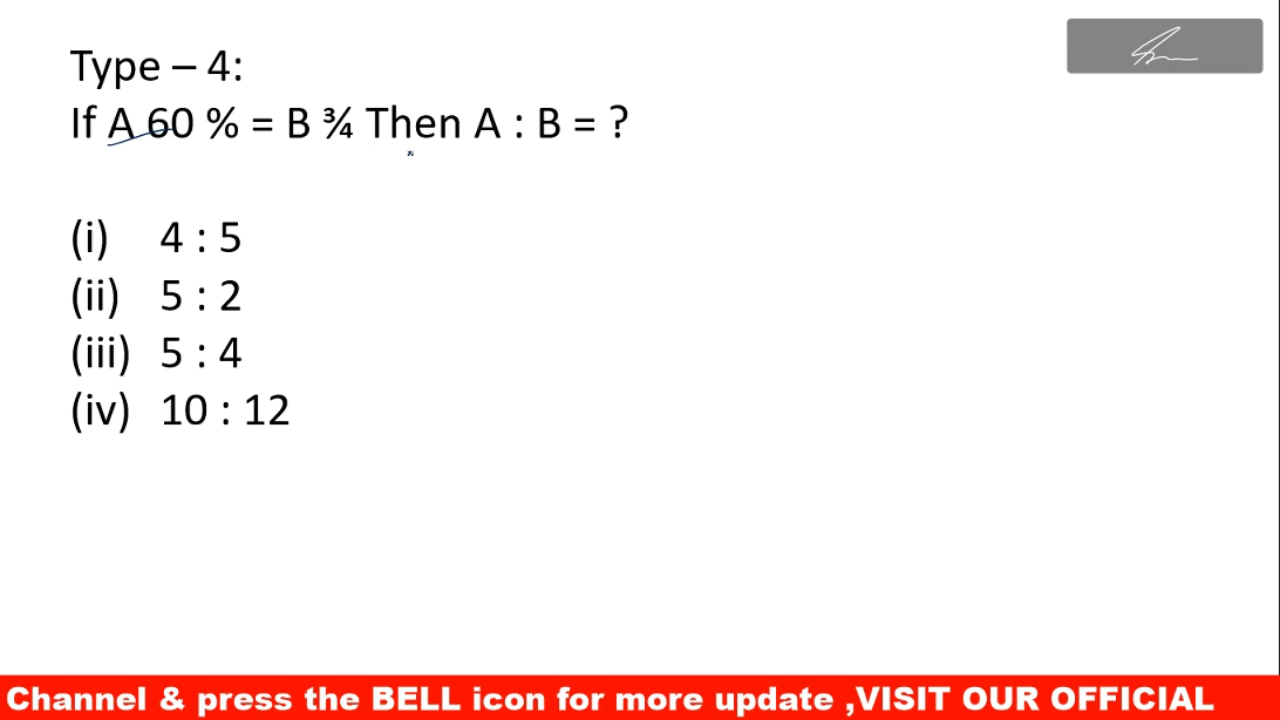 Type – 4:
If A 60 % = B ¾ Then A : B = ?
(i) 4 : 5
(ii) 5 : 2
(iii) 5 : 4
(iv) 10 : 12
Channel & press the BELL icon for more update ,VISIT OUR OFFICIAL